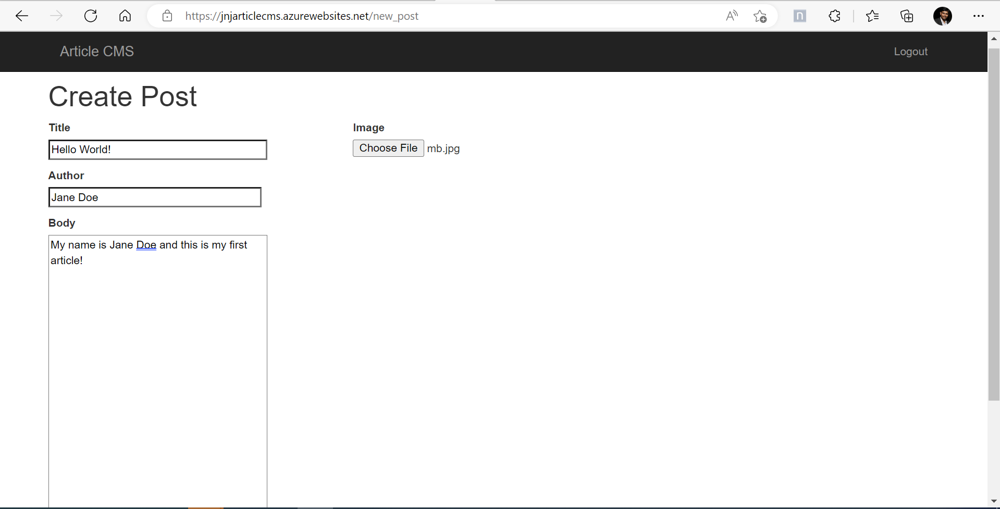 https://jnjarticlecms.azurewebsites.net/new_post
n
Article CMS
Logout
Create Post
Title
Hello World!
Image
Choose File mb.jpg
Author
Jane Doe
Body
My name is Jane Doe and this is my first
article!